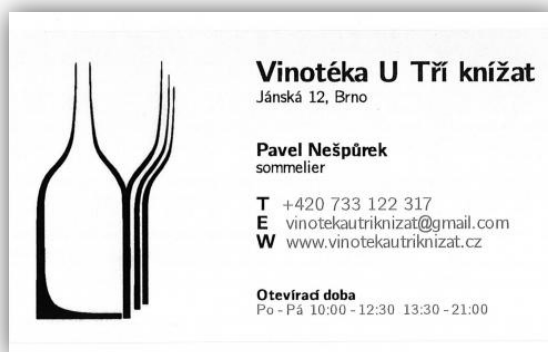 Vinotéka U Tří knížat
Jánská 12, Brno
Pavel Nešpůrek
sommelier
T +420 733 122 317
E vinotekautriknizat@gmail.com
W www.vinotekautriknizat.cz
Otevírací doba
Po - Pá 10:00 - 12:30 13:30 - 21:00